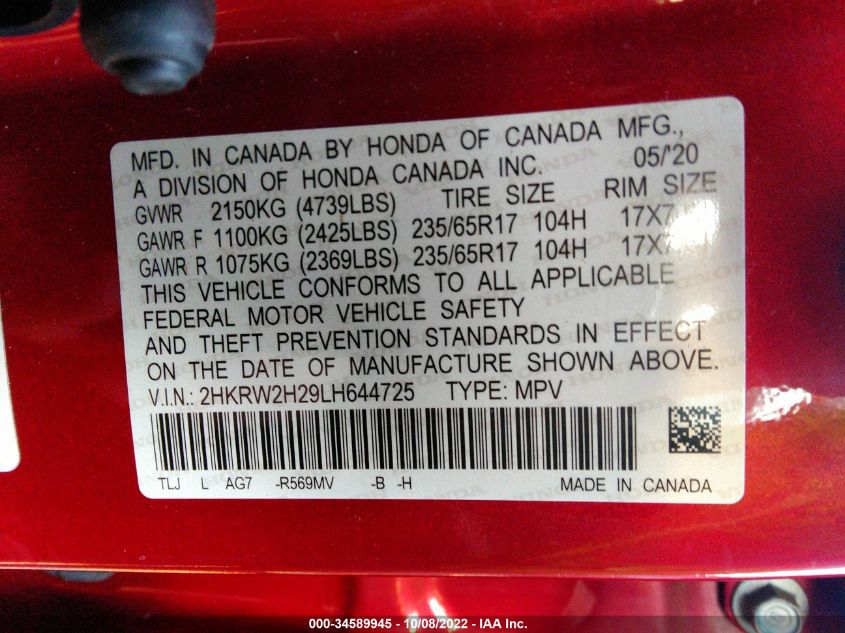 MFD. IN CANADA BY HONDA OF CANADA MFG.,
A DIVISION OF HONDA CANADA INC. 05/'20
GVWR 2150KG (4739LBS) TIRE SIZE RIM SIZE
GAWR F 1100KG (2425LBS) 235/65R17 104H 17X7
GAWR R 1075KG (2369LBS) 235/65R17 104H 17X7
THIS VEHICLE CONFORMS TO ALL APPLICABLE
FEDERAL MOTOR VEHICLE SAFETY
AND THEFT PREVENTION STANDARDS IN EFFECT
ON THE DATE OF MANUFACTURE SHOWN ABOVE.
V.I.N.: 2HKRW2H29LH644725 TYPE: MPV
TLJ L AG7 -R569MV -B -H MADE IN CANADA
000-34589945 - 10/08/2022 - IAA Inc.